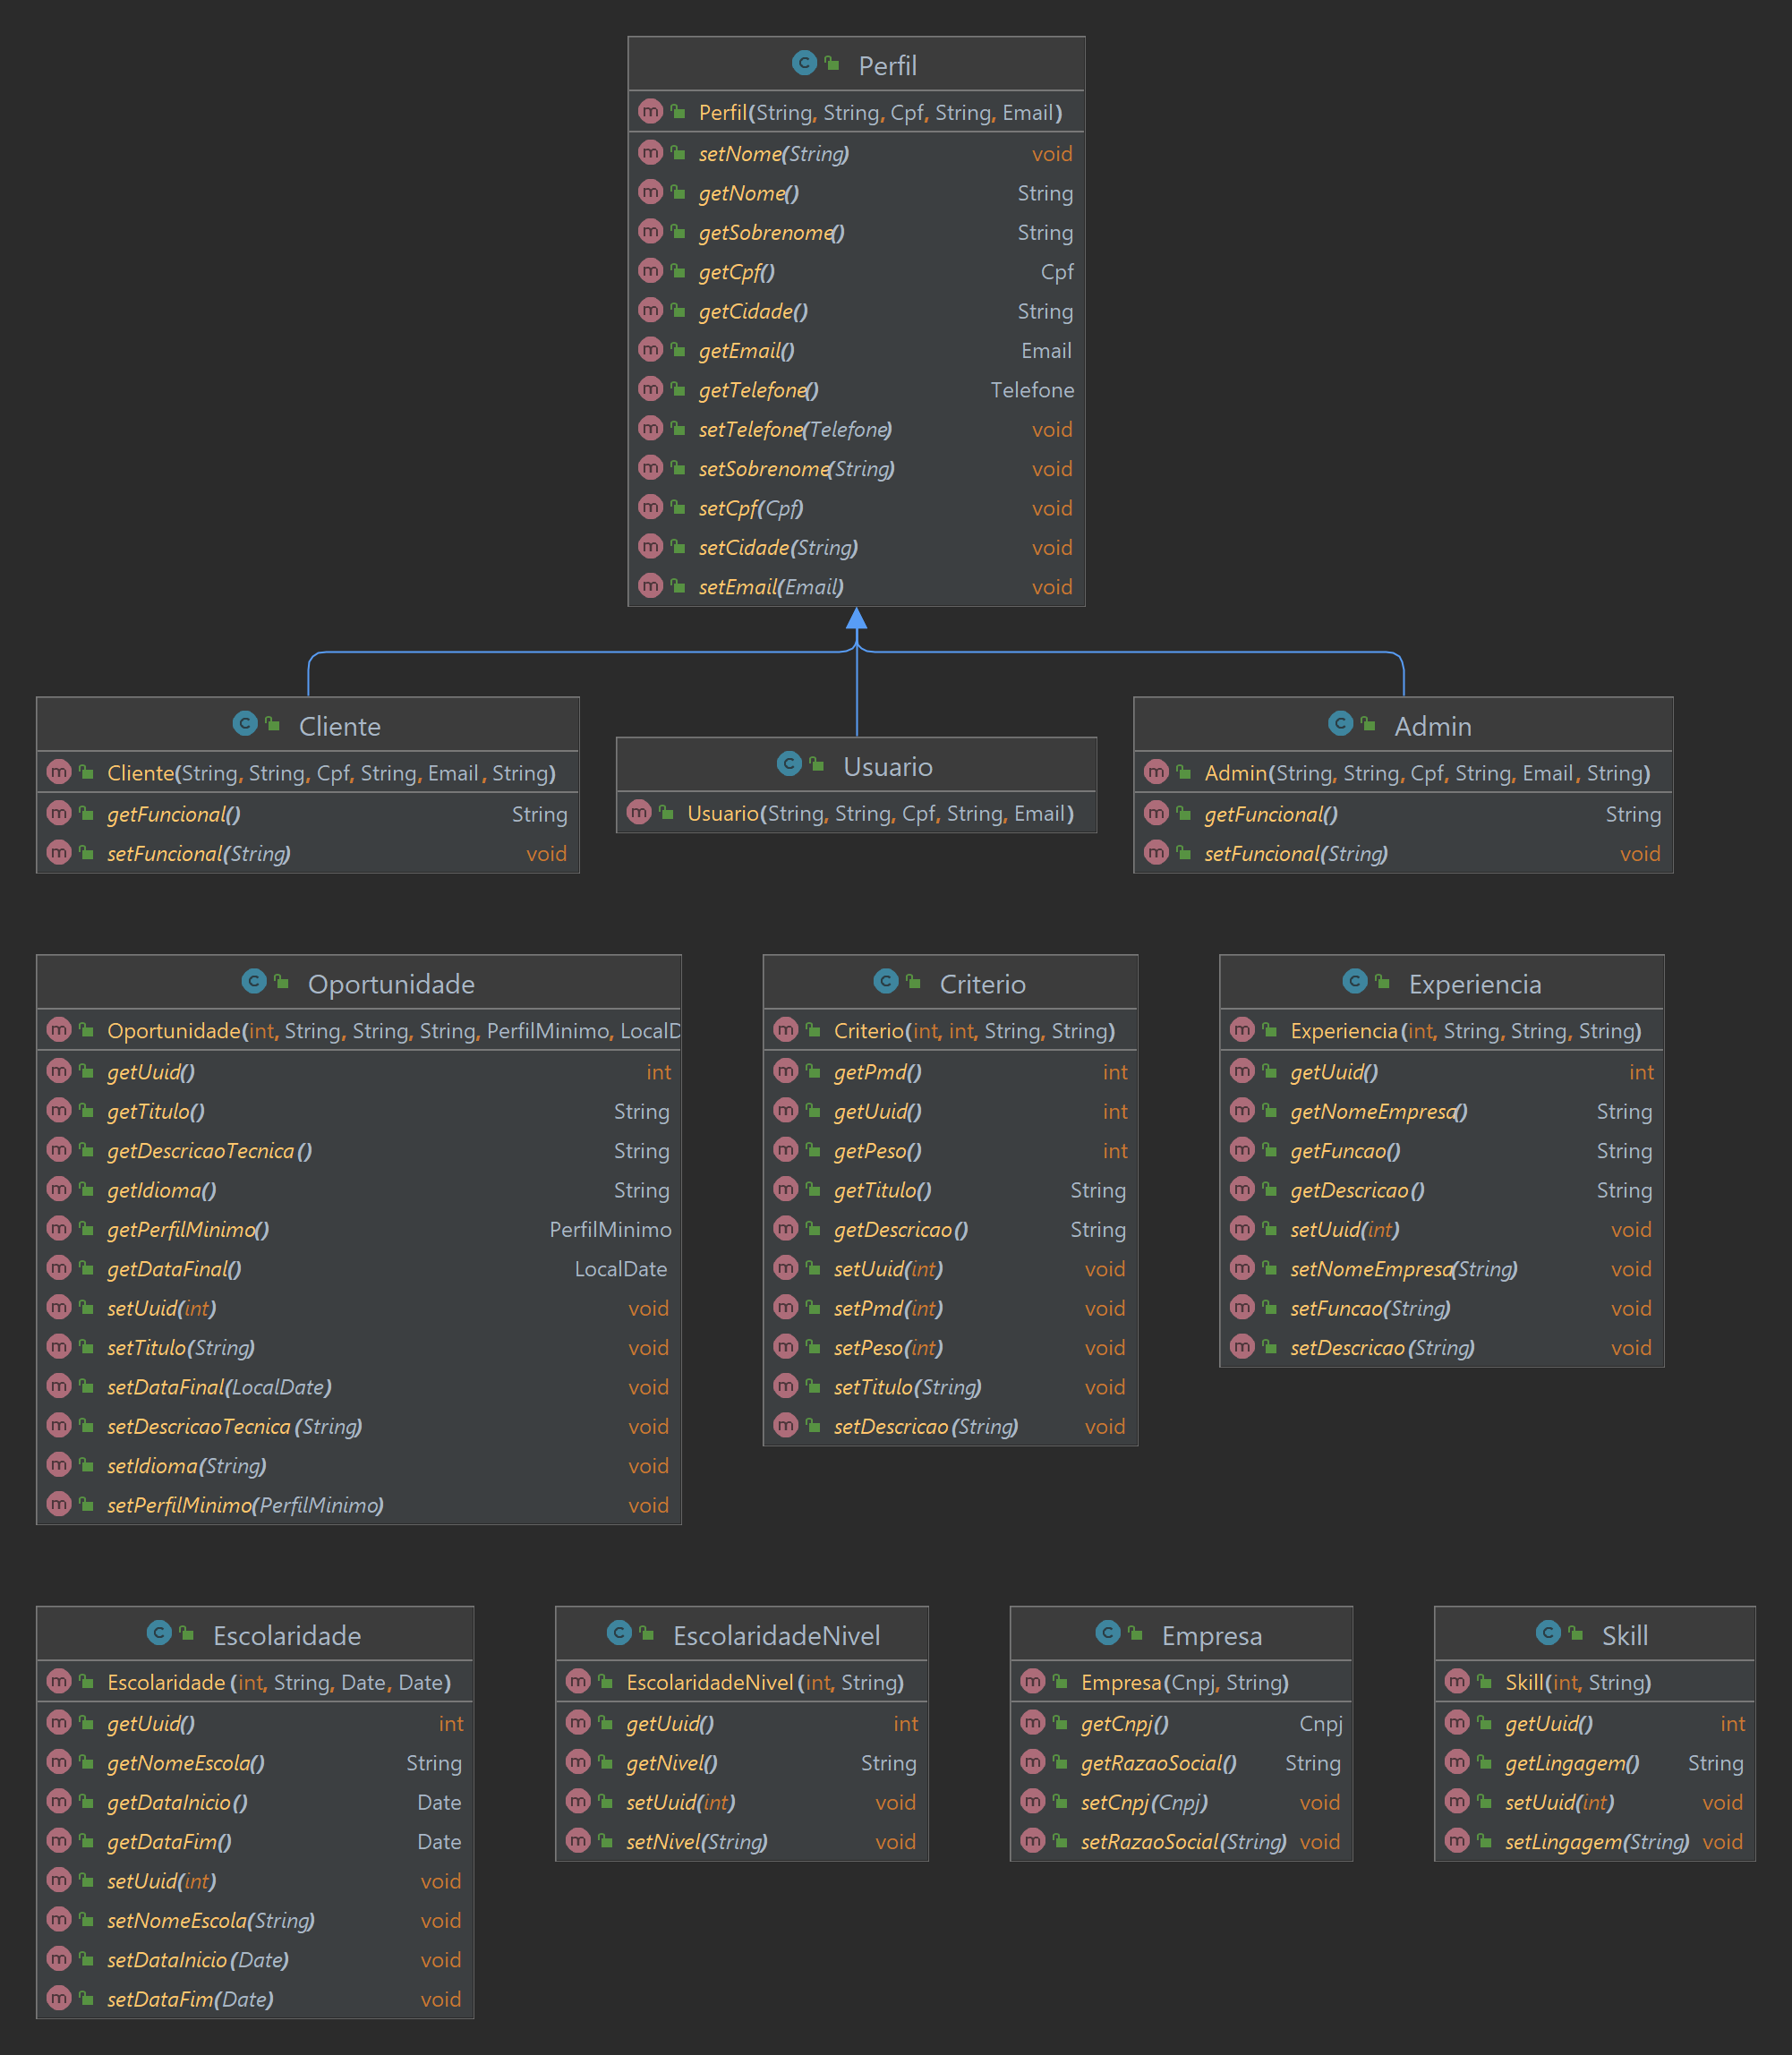 Perfil
Perfil(String, String, Cpf, String, Email)
setNome(String) void
getNome() String
getSobrenome() String
getCpf() Cpf
getCidade() String
getEmail() Email
getTelefone() Telefone
setTelefone(Telefone) void
setSobrenome(String) void
setCpf(Cpf) void
setCidade(String) void
setEmail(Email) void
Cliente
Cliente(String, String, Cpf, String, Email, String)
getFuncional() String
setFuncional(String) void
Usuario
Usuario(String, String, Cpf, String, Email)
Admin
Admin(String, String, Cpf, String, Email, String)
getFuncional() String
setFuncional(String) void
Oportunidade
Oportunidade(int, String, String, String, PerfilMinimo, LocalD
getUuid() int
getTitulo() String
getDescricaoTecnica() String
getIdioma() String
getPerfilMinimo() PerfilMinimo
getDataFinal() LocalDate
setUuid(int) void
setTitulo(String) void
setDataFinal(LocalDate) void
setDescricaoTecnica(String) void
setIdioma(String) void
setPerfilMinimo(PerfilMinimo) void
Criterio
Criterio(int, int, String, String)
getPmd() int
getUuid() int
getPeso() int
getTitulo() String
getDescricao() String
setUuid(int) void
setPmd(int) void
setPeso(int) void
setTitulo(String) void
setDescricao(String) void
Experiencia
Experiencia(int, String, String, String)
getUuid() int
getNomeEmpresa() String
getFuncao() String
getDescricao() String
setUuid(int) void
setNomeEmpresa(String) void
setFuncao(String) void
setDescricao(String) void
Escolaridade
Escolaridade(int, String, Date, Date)
getUuid() int
getNomeEscola() String
getDataInicio() Date
getDataFim() Date
setUuid(int) void
setNomeEscola(String) void
setDataInicio(Date) void
setDataFim(Date) void
EscolaridadeNivel
EscolaridadeNivel(int, String)
getUuid() int
getNivel() String
setUuid(int) void
setNivel(String) void
Empresa
Empresa(Cnpj, String)
getCnpj() Cnpj
getRazaoSocial() String
setCnpj(Cnpj) void
setRazaoSocial(String) void
Skill
Skill(int, String)
getUuid() int
getLingagem() String
setUuid(int) void
setLingagem(String) void